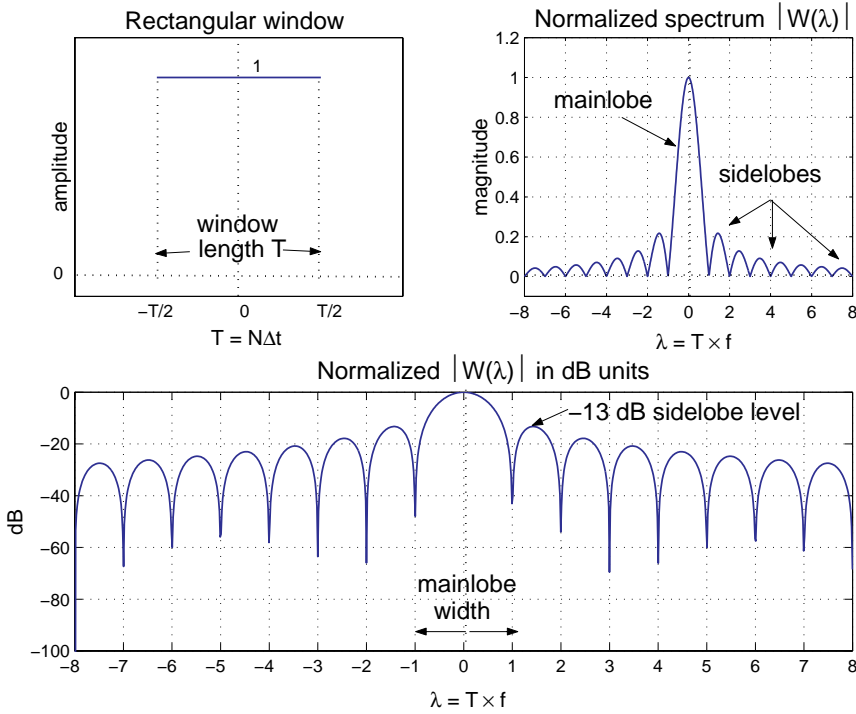 Rectangular window
1
amplitude
window
length T
0
−T/2
0
T/2
T = N∆t
Normalized spectrum |W(λ)|
1.2
1
0.8
0.6
0.4
0.2
0
magnitude
mainlobe
sidelobes
−8 −6 −4 −2 0 2 4 6 8
λ = T × f
Normalized |W(λ)| in dB units
0
−20
−40
−60
−80
−100
dB
−13 dB sidelobe level
mainlobe
width
−8 −7 −6 −5 −4 −3 −2 −1 0 1 2 3 4 5 6 7 8
λ = T × f